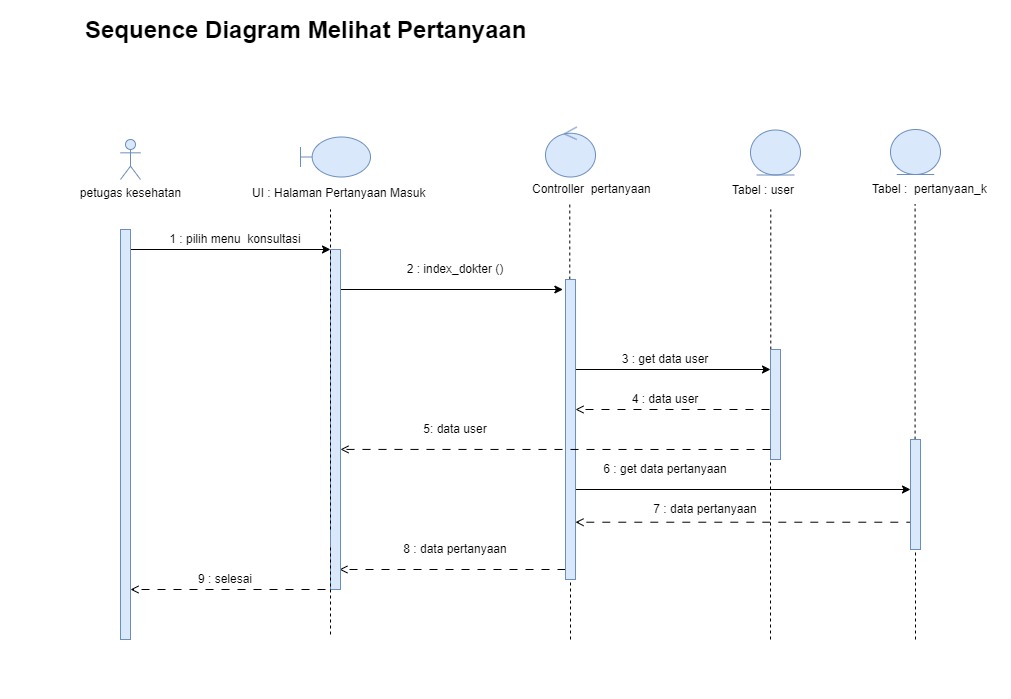 Sequence Diagram Melihat Pertanyaan
petugas kesehatan
UI : Halaman Pertanyaan Masuk
Controller pertanyaan
Tabel : user
Tabel : pertanyaan_k
1 : pilih menu konsultasi
2 : index_dokter ()
3 : get data user
4 : data user
5: data user
6 : get data pertanyaan
7 : data pertanyaan
8 : data pertanyaan
9 : selesai